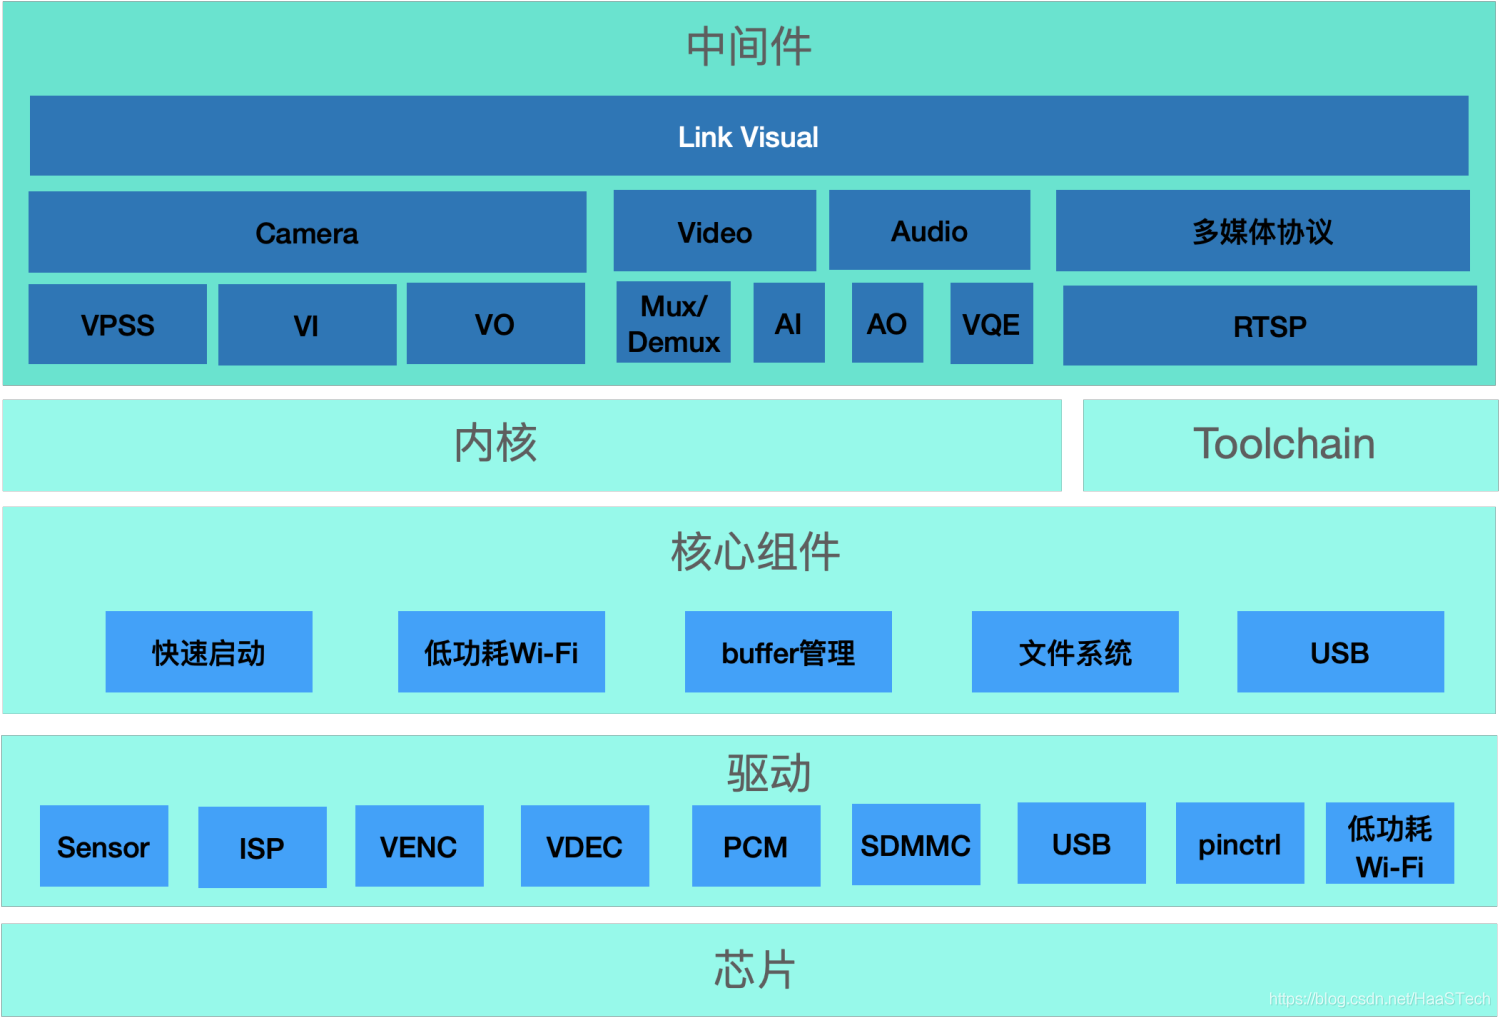 中间件
Link Visual
Camera
Video
Audio
多媒体协议
VPSS
VI
VO
Mux/
Demux
AI
AO
VQE
RTSP
内核
Toolchain
核心组件
快速启动
低功耗Wi-Fi
buffer管理
文件系统
USB
驱动
Sensor
ISP
VENC
VDEC
PCM
SDMMC
USB
pinctrl
低功耗
Wi-Fi
芯片
https://blog.csdn.net/HaaSTech